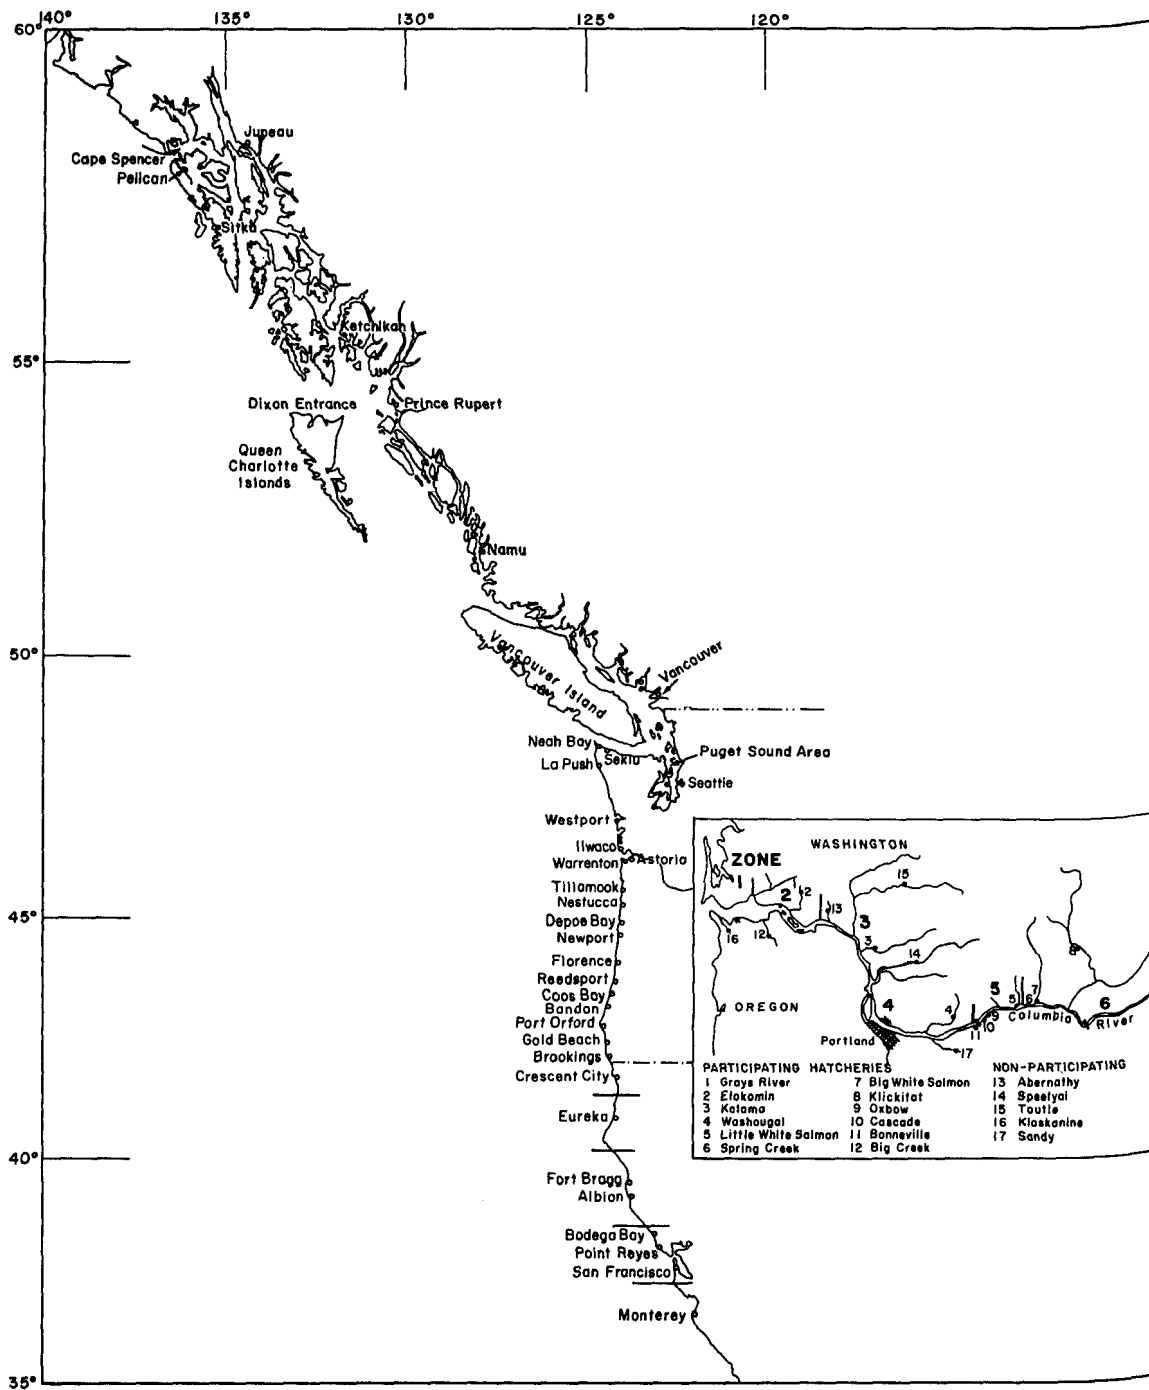 140° 135° 130° 125° 120°
60°
Juneau
Cape Spencer
Pelican
Sitka
Ketchikan
55°
Dixon Entrance
Prince Rupert
Queen
Charlotte
Islands
Namu
50°
Vancouver Island
Vancouver
Neah Bay
Sekiu
La Push
Puget Sound Area
Seattle
Westport
Ilwaco
Warrenton
Astoria
Tillamook
45°
Nestucca
Depoe Bay
Newport
Florence
Reedsport
Coos Bay
Bandan
Port Orford
Gold Beach
Brookings
Crescent City
Eureka
40°
Fort Bragg
Albion
Bodega Bay
Point Reyes
San Francisco
Monterey
35°
WASHINGTON
ZONE
1
1
2
2
15
13
3
16
12
3
14
8
OREGON
4
4
5
5
6
7
6
9
10
11
Columbia
River
Portland
17
PARTICIPATING HATCHERIES
1 Grays River
2 Elokomin
3 Kalama
4 Washougal
5 Little White Salmon
6 Spring Creek
7 Big White Salmon
8 Klickitat
9 Oxbow
10 Cascade
11 Bonneville
12 Big Creek
NON-PARTICIPATING
13 Abernathy
14 Speelyai
15 Toutle
16 Klaskanine
17 Sandy